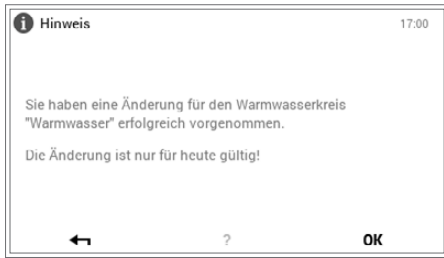 Hinweis 17:00
Sie haben eine Änderung für den Warmwasserkreis
"Warmwasser" erfolgreich vorgenommen.
Die Änderung ist nur für heute gültig!
? OK